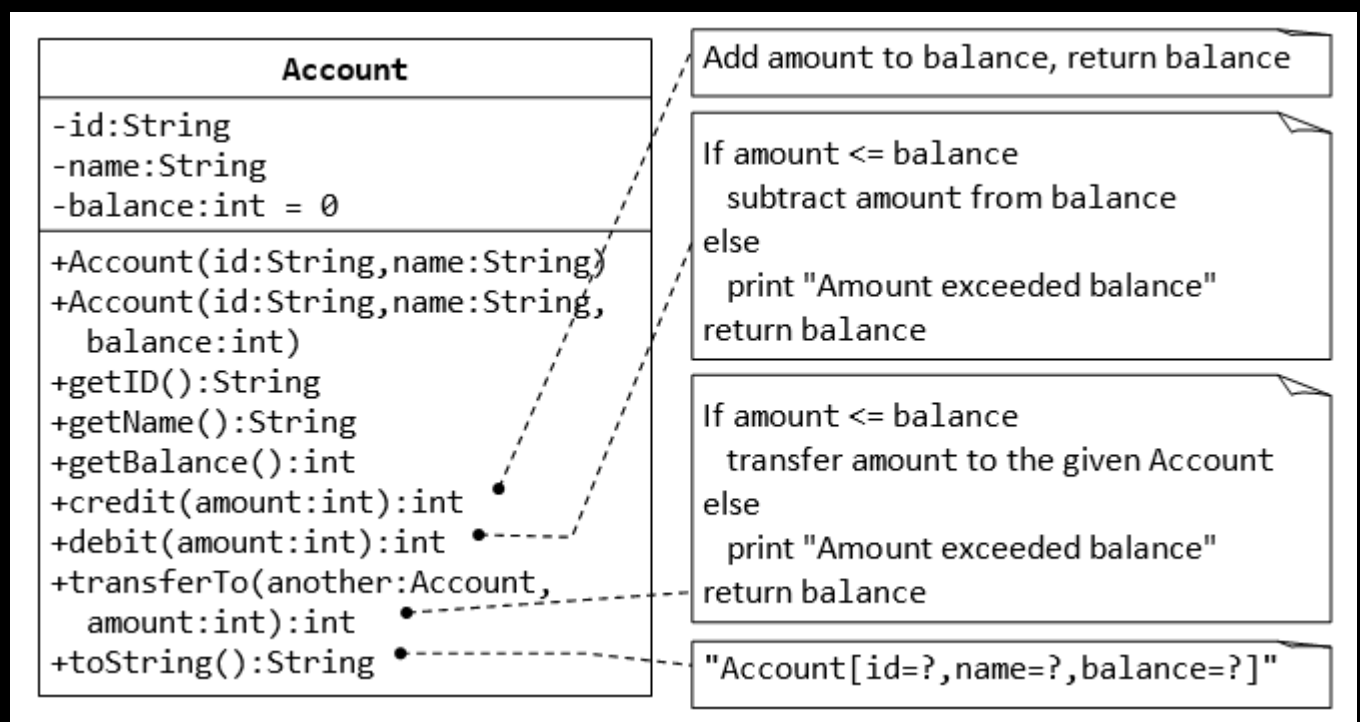 Account
-id:String
-name:String
-balance:int = 0
+Account(id:String,name:String)
+Account(id:String,name:String,
balance:int)
+getID():String
+getName():String
+getBalance():int
+credit(amount:int):int
+debit(amount:int):int
+transferTo(another:Account,
amount:int):int
+toString():String
Add amount to balance, return balance
If amount <= balance
subtract amount from balance
else
print "Amount exceeded balance"
return balance
If amount <= balance
transfer amount to the given Account
else
print "Amount exceeded balance"
return balance
"Account[id=?,name=?,balance=?]"